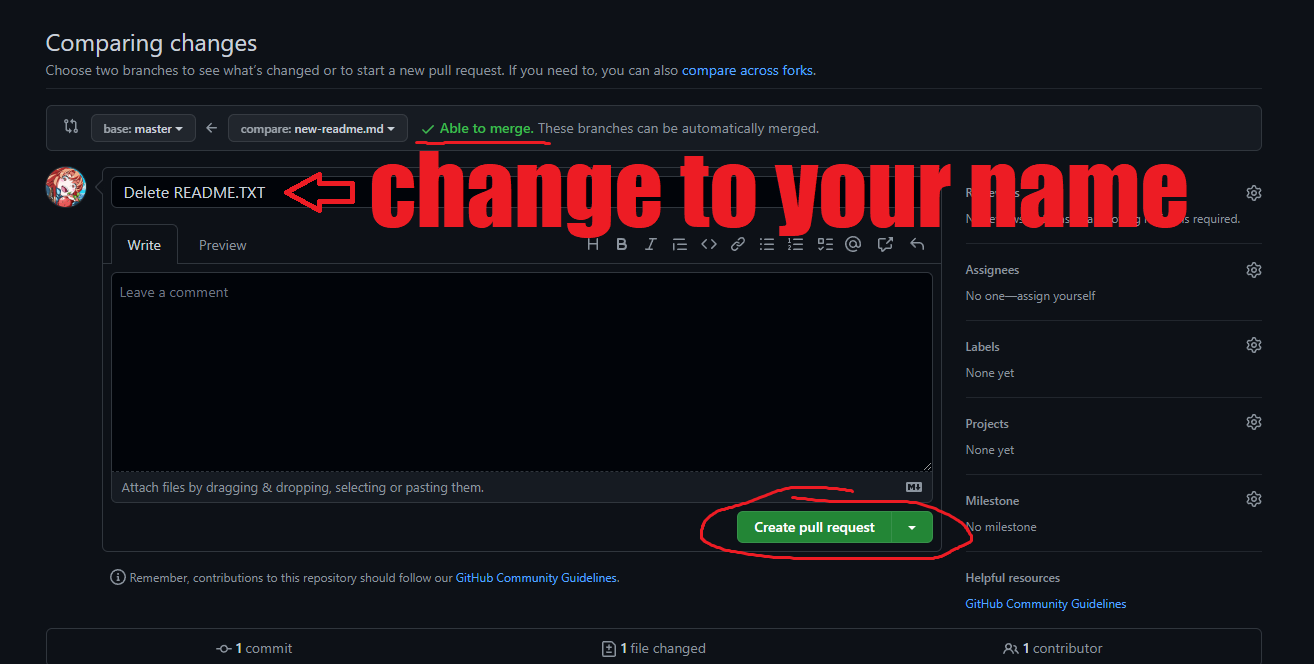 Comparing changes
Choose two branches to see what's changed or to start a new pull request. If you need to, you can also compare across forks.
base: master
compare: new-readme.md
Able to merge. These branches can be automatically merged.
Delete README.TXT
change to your name
Write
Preview
H B I
Leave a comment
Attach files by dragging & dropping, selecting or pasting them.
Create pull request
Remember, contributions to this repository should follow our GitHub Community Guidelines.
is required.
Assignees
No one—assign yourself
Labels
None yet
Projects
None yet
Milestone
No milestone
Helpful resources
GitHub Community Guidelines
1 commit
1 file changed
1 contributor